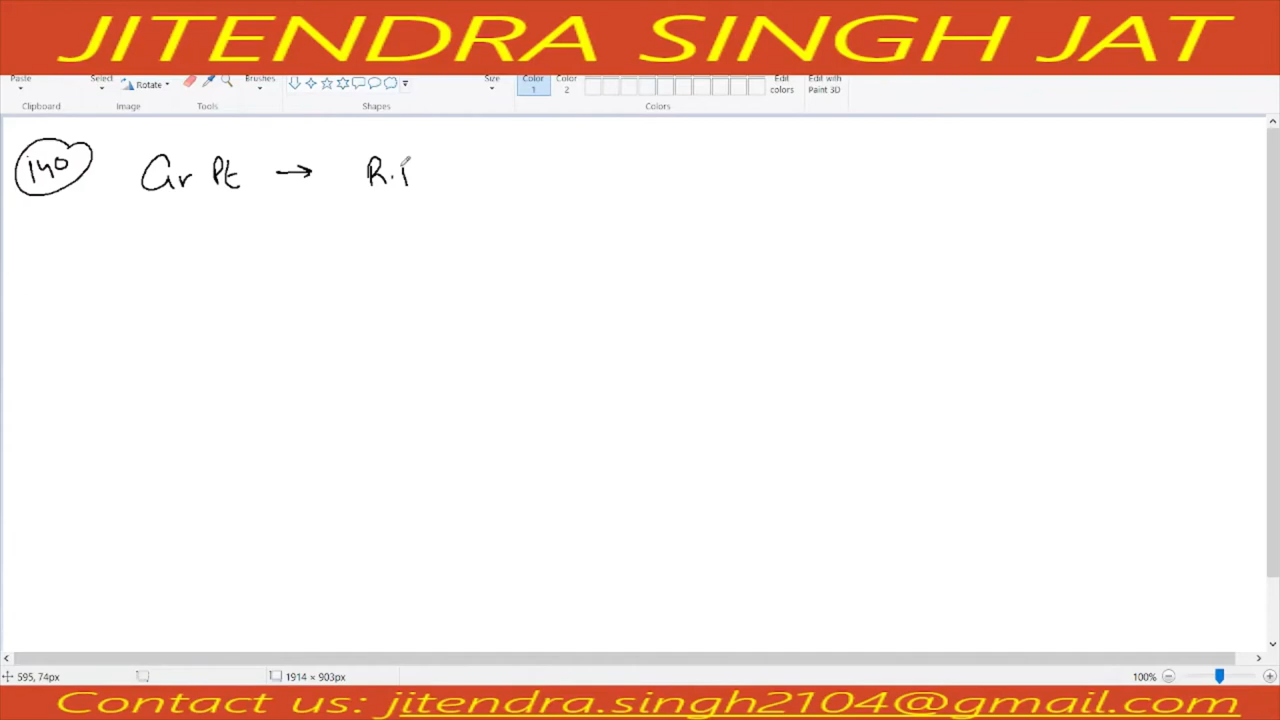 JITENDRA SINGH JAT
Paste Select Rotate Brushes Size Color 1 Color 2 Edit colors Edit with Paint 3D
Clipboard Image Tools Shapes Colors
140 Gr Pt → R.
595, 74px 1914 × 903px 100%
Contact us: jitendra.singh2104@gmail.com